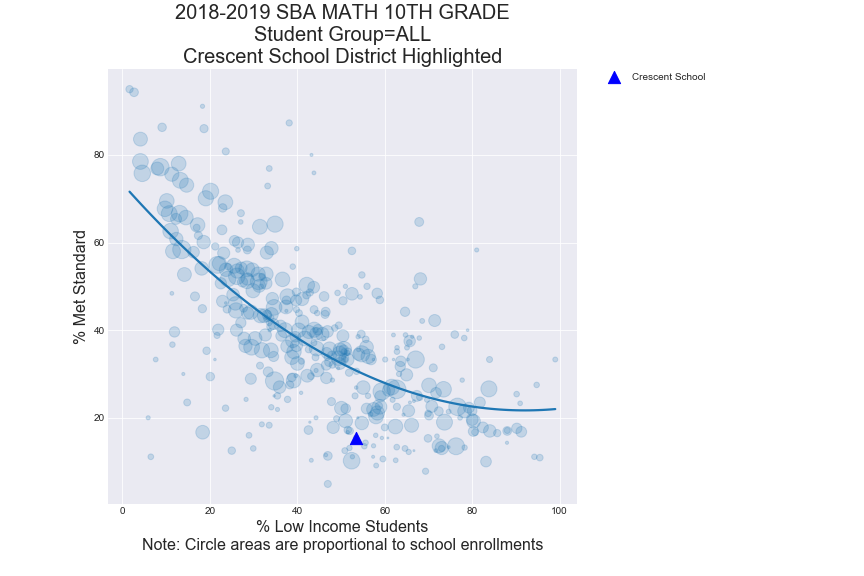 2018-2019 SBA MATH 10TH GRADE
Student Group=ALL
Crescent School District Highlighted
Crescent School
% Met Standard
80
60
40
20
0 20 40 60 80 100
% Low Income Students
Note: Circle areas are proportional to school enrollments